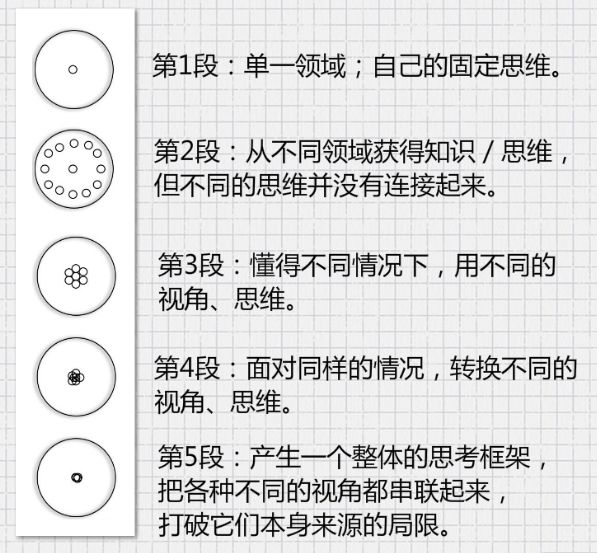 第1段：单一领域；自己的固定思维。
第2段：从不同领域获得知识／思维，
但不同的思维并没有连接起来。
第3段：懂得不同情况下，用不同的
视角、思维。
第4段：面对同样的情况，转换不同的
视角、思维。
第5段：产生一个整体的思考框架，
把各种不同的视角都串联起来，
打破它们本身来源的局限。